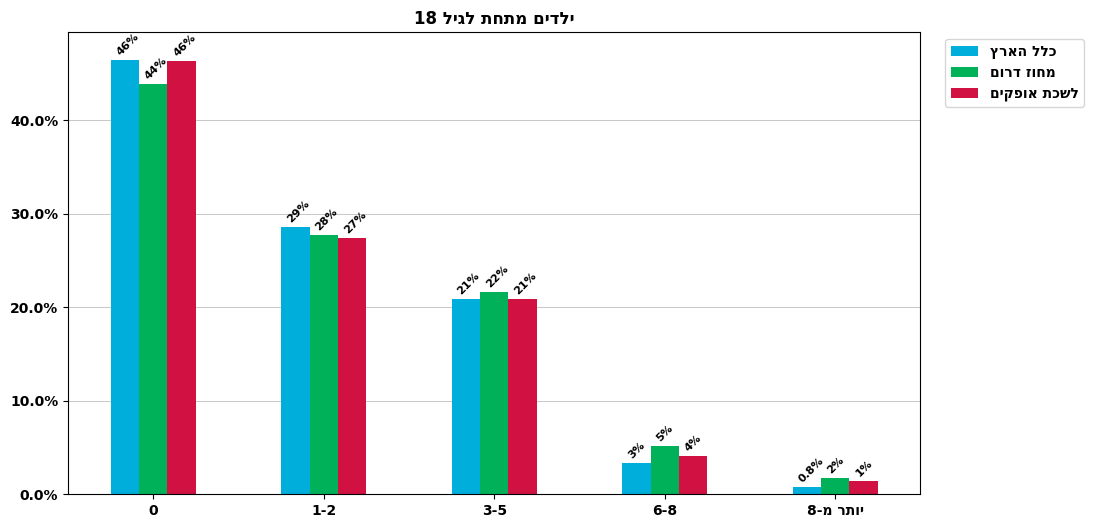 ילדים מתחת לגיל 18
כלל הארץ
מחוז דרום
לשכת אופקים
40.0%
30.0%
20.0%
10.0%
0.0%
46% 44% 46%
29% 28% 27%
21% 22% 21%
3% 5% 4%
0.8% 2% 1%
0 1-2 3-5 6-8 יותר מ-8